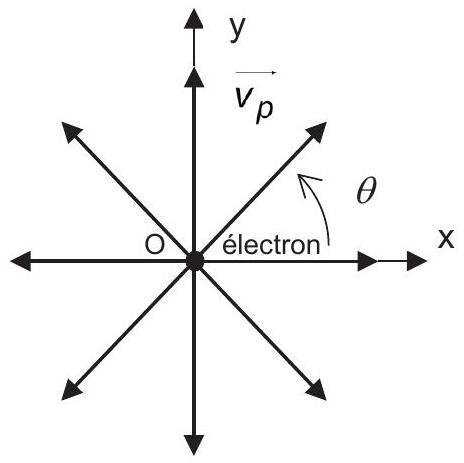 y
v_p
θ
O électron x